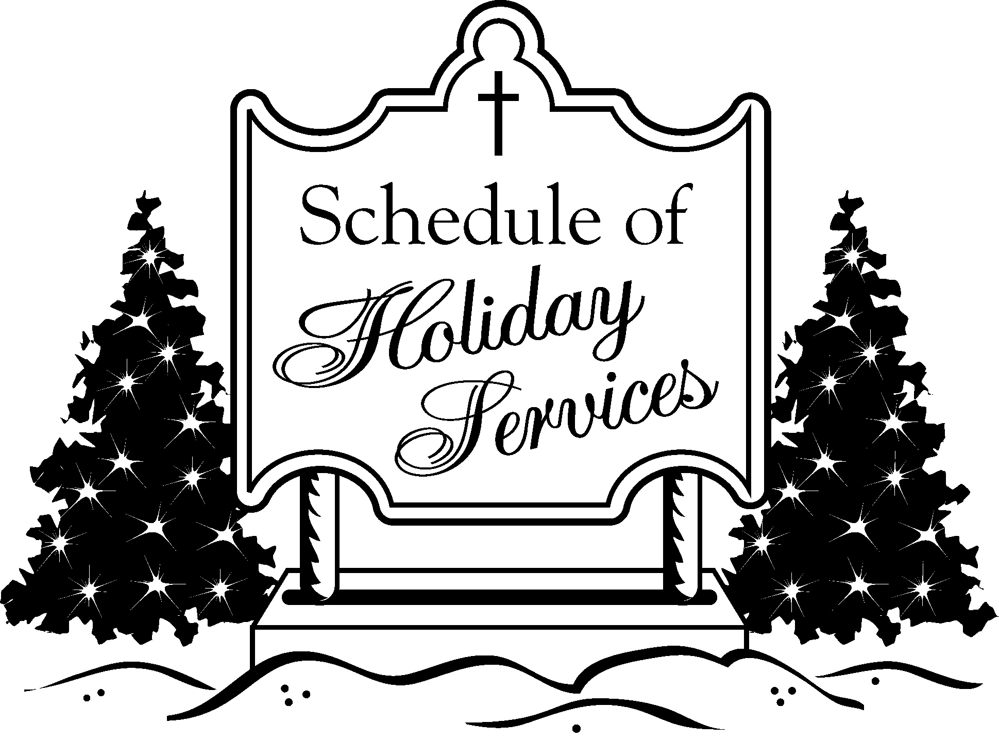 Schedule of
Holiday
Services